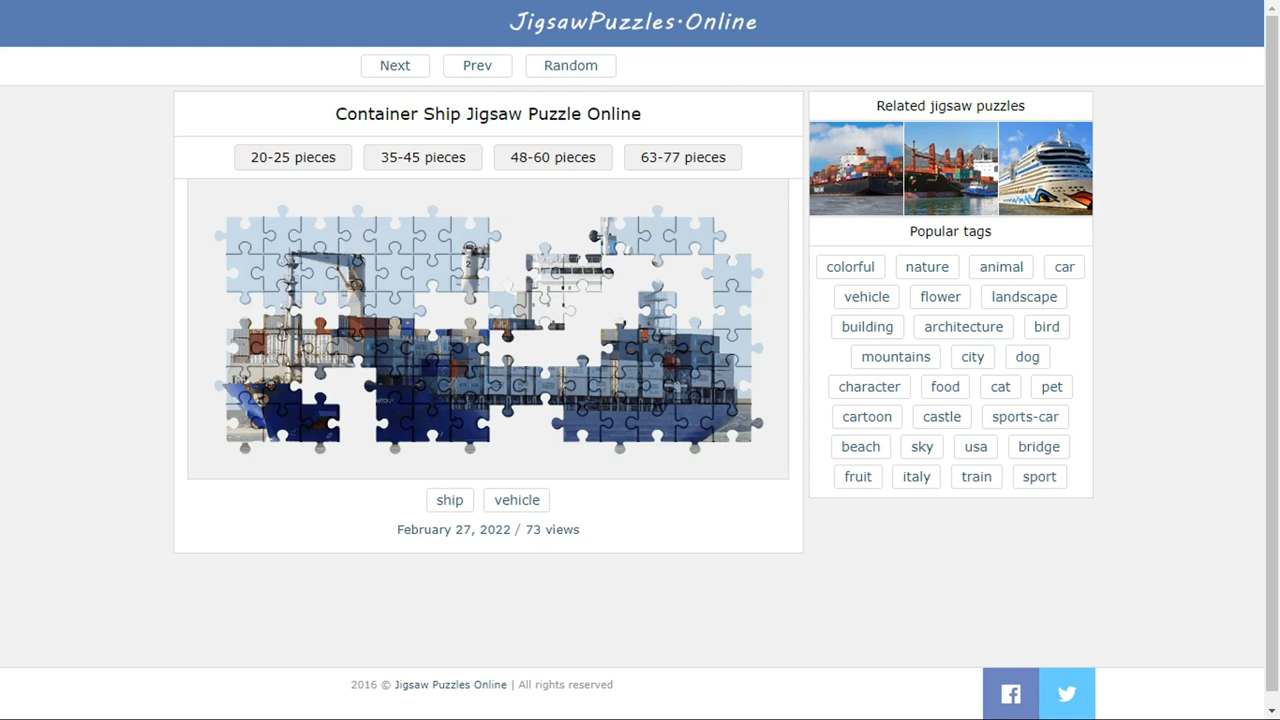 JigsawPuzzles·Online
Next Prev Random
Container Ship Jigsaw Puzzle Online
20-25 pieces 35-45 pieces 48-60 pieces 63-77 pieces
ship vehicle
February 27, 2022 / 73 views
Related jigsaw puzzles
Popular tags
colorful nature animal car
vehicle flower landscape
building architecture bird
mountains city dog
character food cat pet
cartoon castle sports-car
beach sky usa bridge
fruit italy train sport
2016 © Jigsaw Puzzles Online | All rights reserved